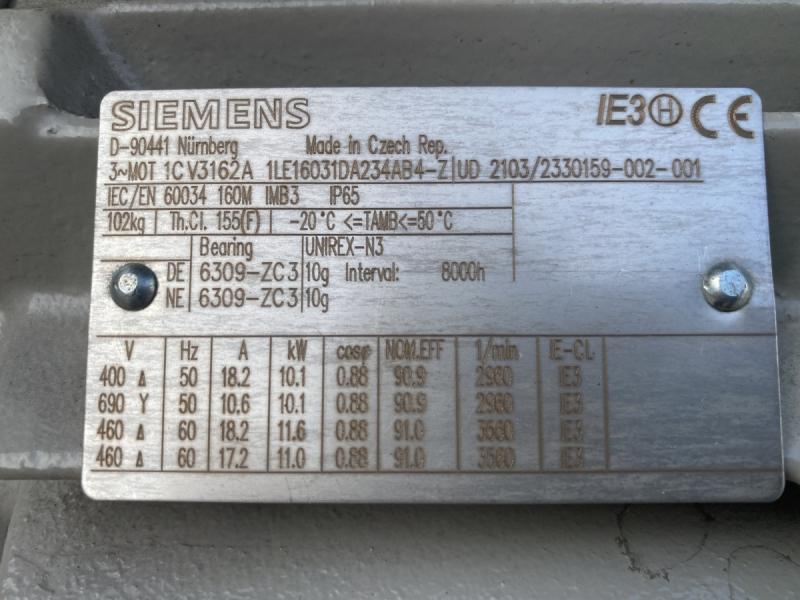 SIEMENS IE3 H CE
D-90441 Nürnberg Made in Czech Rep.
3~MOT 1CV3162A 1LE16031DA234AB4-Z UD 2103/2330159-002-001
IEC/EN 60034 160M IMB3 IP65
102kg Th.Cl. 155(F) -20°C <=TAMB<=50°C
Bearing UNIREX-N3
DE 6309-ZC3 10g Interval: 8000h
NE 6309-ZC3 10g
V Hz A kW cosφ NOM.EFF 1/min IE-CL
400 Δ 50 18.2 10.1 0.88 90.9 2960 IE3
690 Y 50 10.6 10.1 0.88 90.9 2960 IE3
460 Δ 60 18.2 11.6 0.88 91.0 3560 IE3
460 Δ 60 17.2 11.0 0.88 91.0 3560 IE3